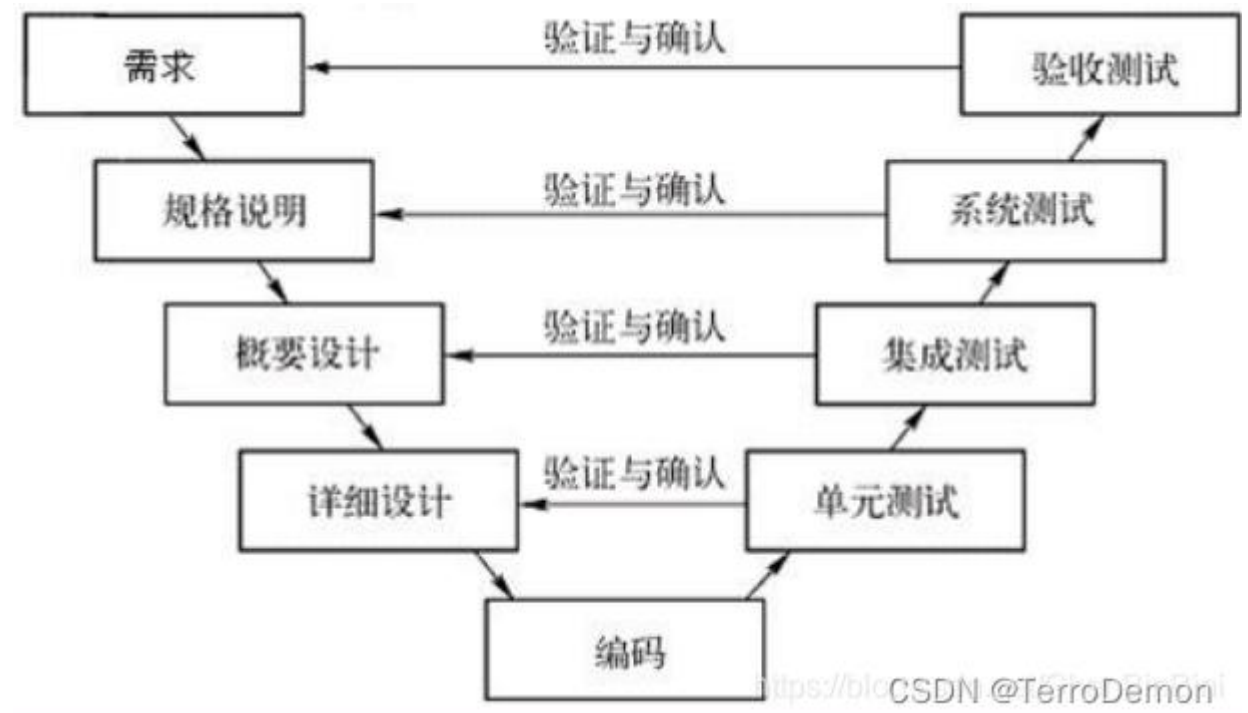 需求
验证与确认
验收测试
规格说明
验证与确认
系统测试
概要设计
验证与确认
集成测试
详细设计
验证与确认
单元测试
编码
CSDN @TerroDemon